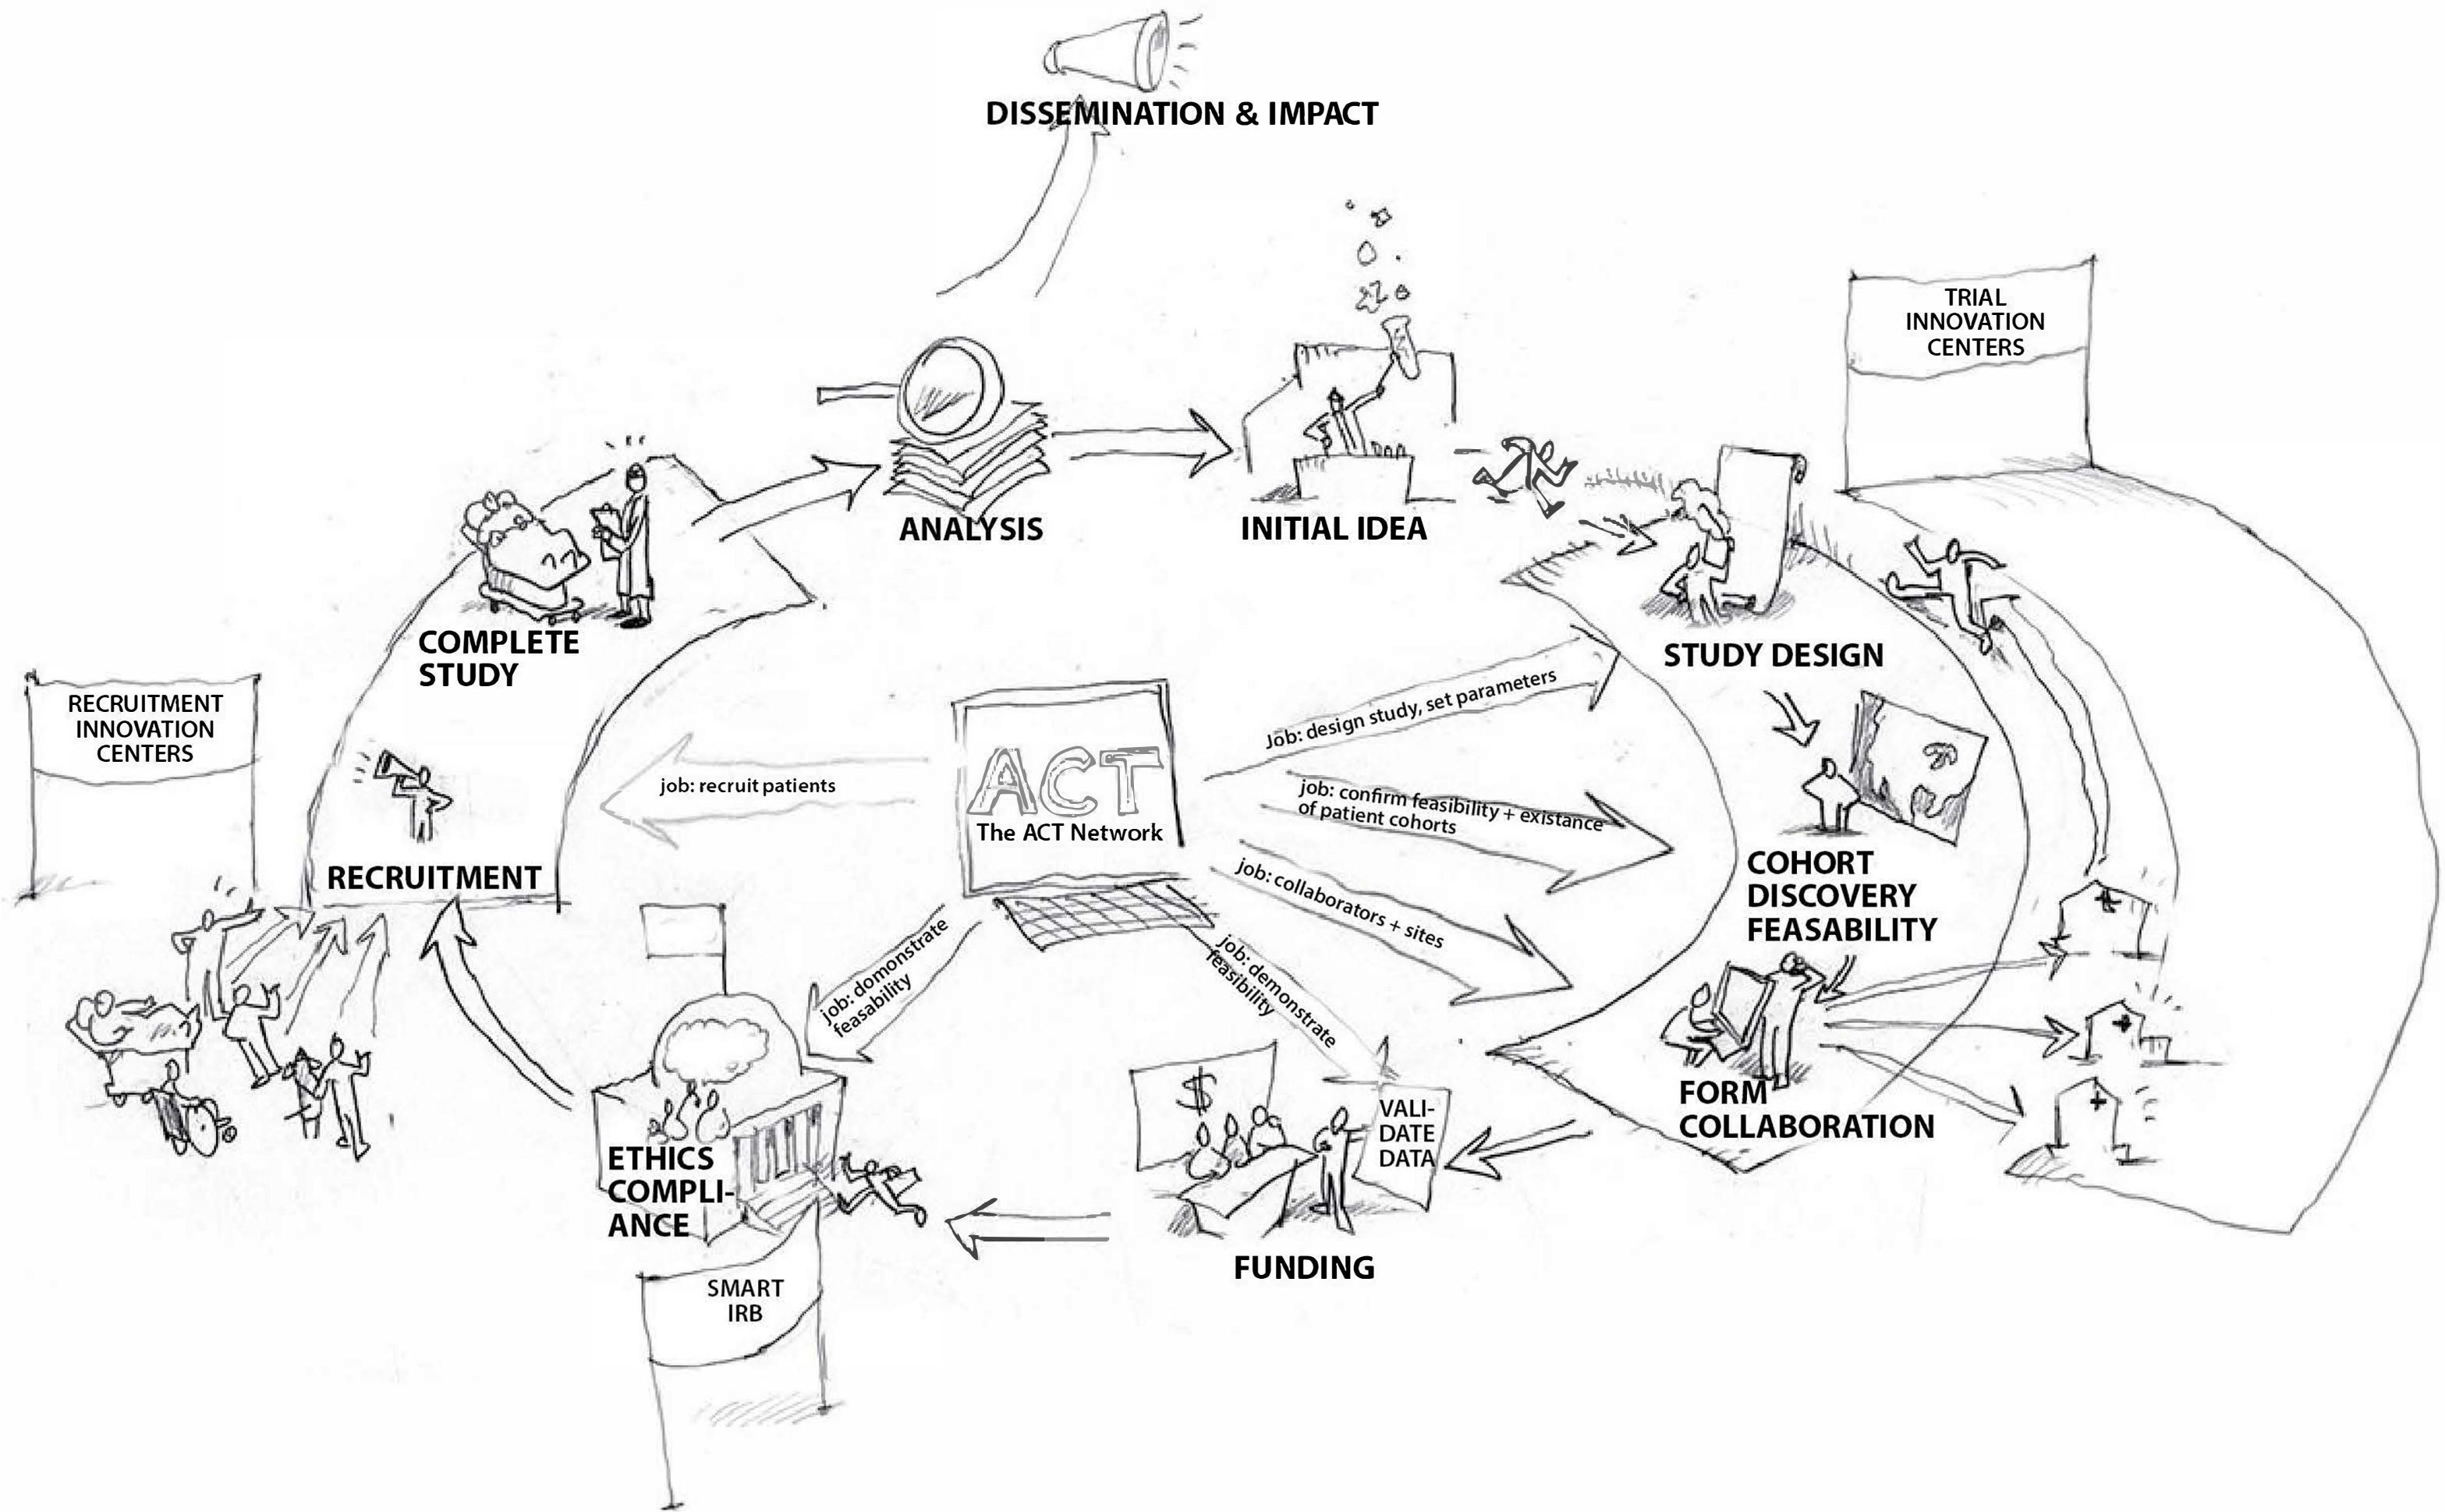 DISSEMINATION & IMPACT
TRIAL
INNOVATION
CENTERS
ANALYSIS
INITIAL IDEA
COMPLETE
STUDY
STUDY DESIGN
RECRUITMENT
INNOVATION
CENTERS
Job: design study, set parameters
job: recruit patients
ACT
The ACT Network
job: confirm feasibility + existance
of patient cohorts
COHORT
DISCOVERY
FEASABILITY
RECRUITMENT
job: collaborators + sites
job: domonstrate
feasability
job: demonstrate
feasibility
$
VALI-
DATE
DATA
FORM
COLLABORATION
ETHICS
COMPLI-
ANCE
FUNDING
SMART
IRB